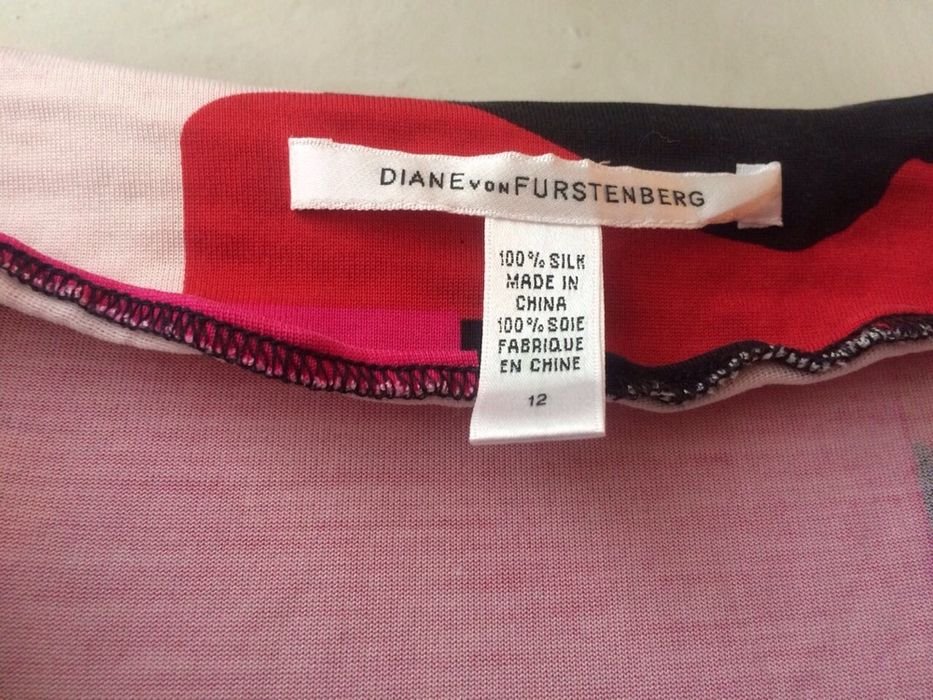 DIANE VON FURSTENBERG
100% SILK
MADE IN
CHINA
100% SOIE
FABRIQUE
EN CHINE
12